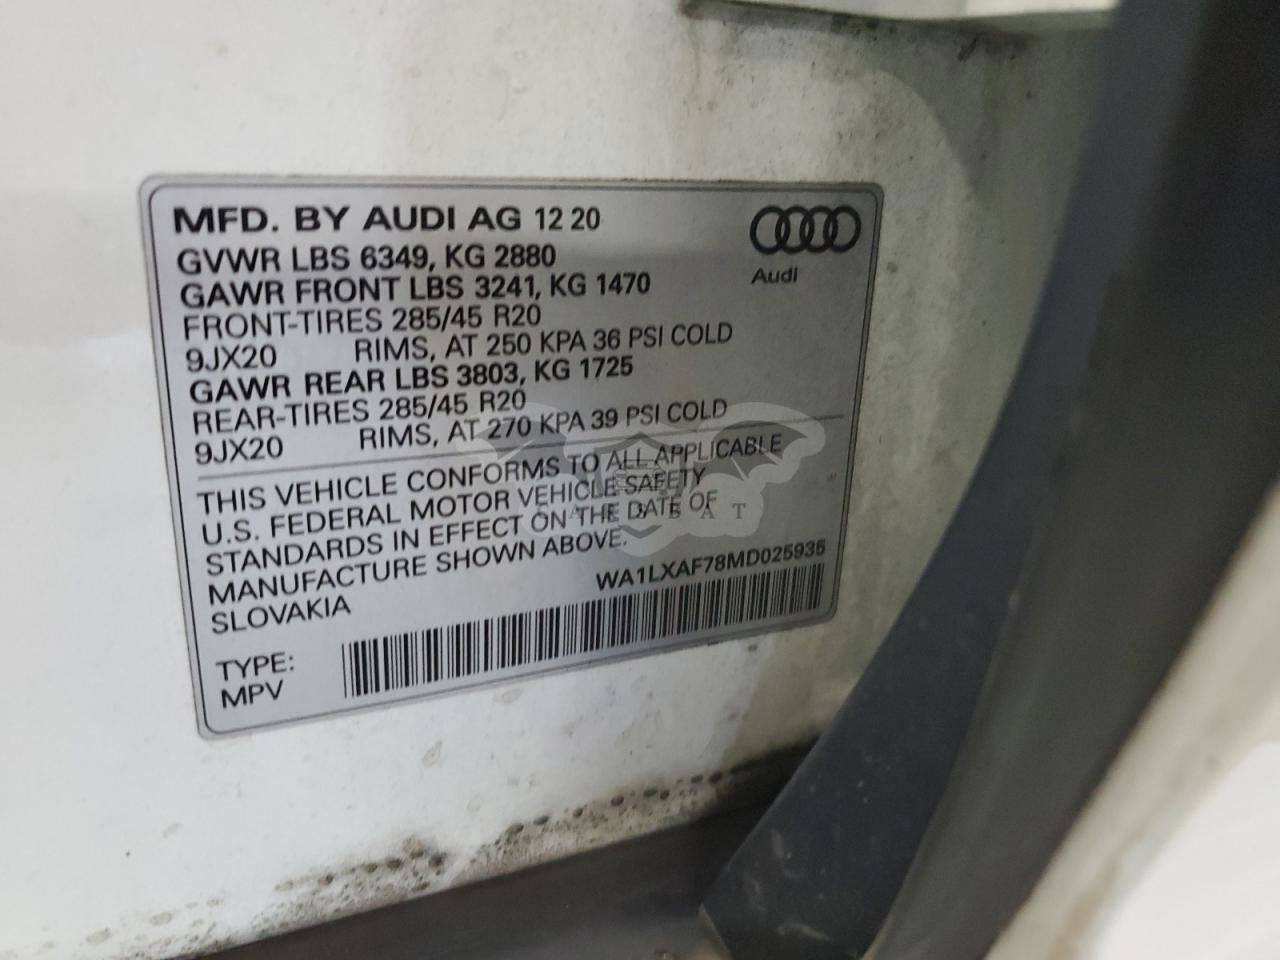 MFD. BY AUDI AG 12 20
Audi
GVWR LBS 6349, KG 2880
GAWR FRONT LBS 3241, KG 1470
FRONT-TIRES 285/45 R20
9JX20 RIMS, AT 250 KPA 36 PSI COLD
GAWR REAR LBS 3803, KG 1725
REAR-TIRES 285/45 R20
9JX20 RIMS, AT 270 KPA 39 PSI COLD
THIS VEHICLE CONFORMS TO ALL APPLICABLE
U.S. FEDERAL MOTOR VEHICLE SAFETY
STANDARDS IN EFFECT ON THE DATE OF
MANUFACTURE SHOWN ABOVE.
SLOVAKIA
WA1LXAF78MD025935
TYPE:
MPV